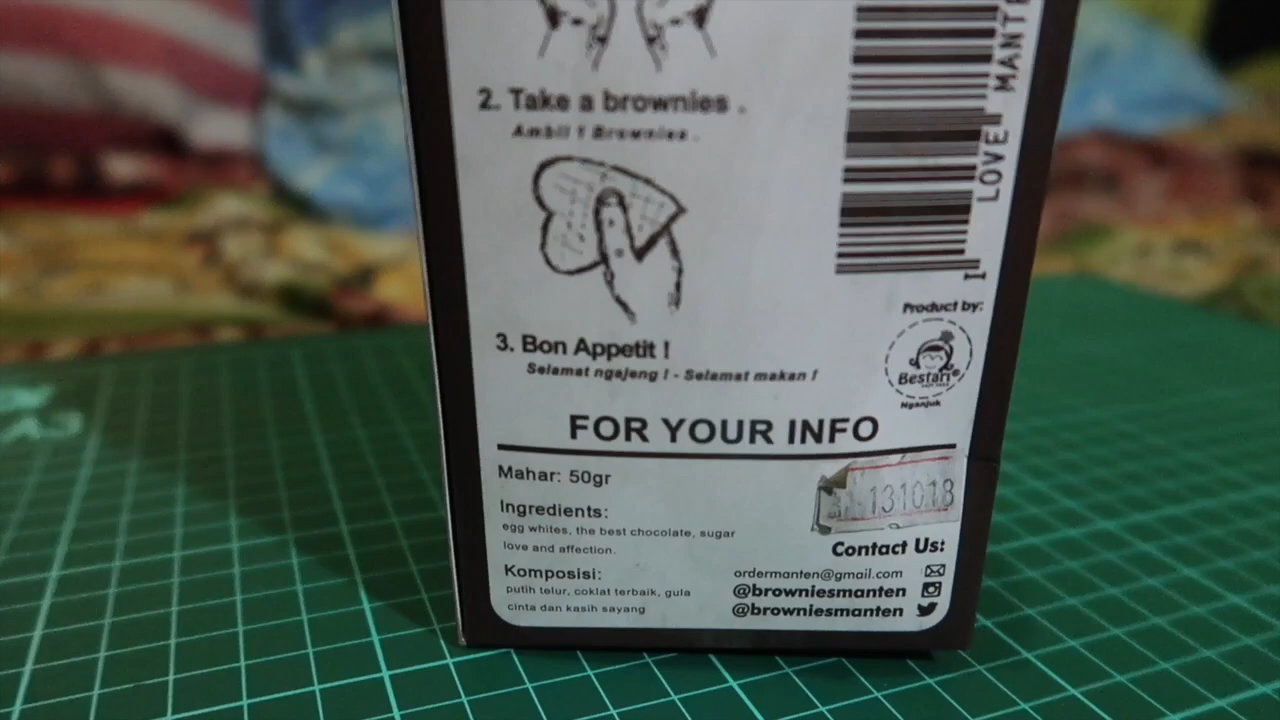 2. Take a brownies .
Ambil 1 Brownies .
3. Bon Appetit !
Selamat ngajeng ! - Selamat makan !
I LOVE MANTE
Product by:
Bestari®
Nganjuk
FOR YOUR INFO
Mahar: 50gr
Ingredients:
egg whites, the best chocolate, sugar
love and affection.
Komposisi:
putih telur, coklat terbaik, gula
cinta dan kasih sayang
131018
Contact Us:
ordermanten@gmail.com
@browniesmanten
@browniesmanten